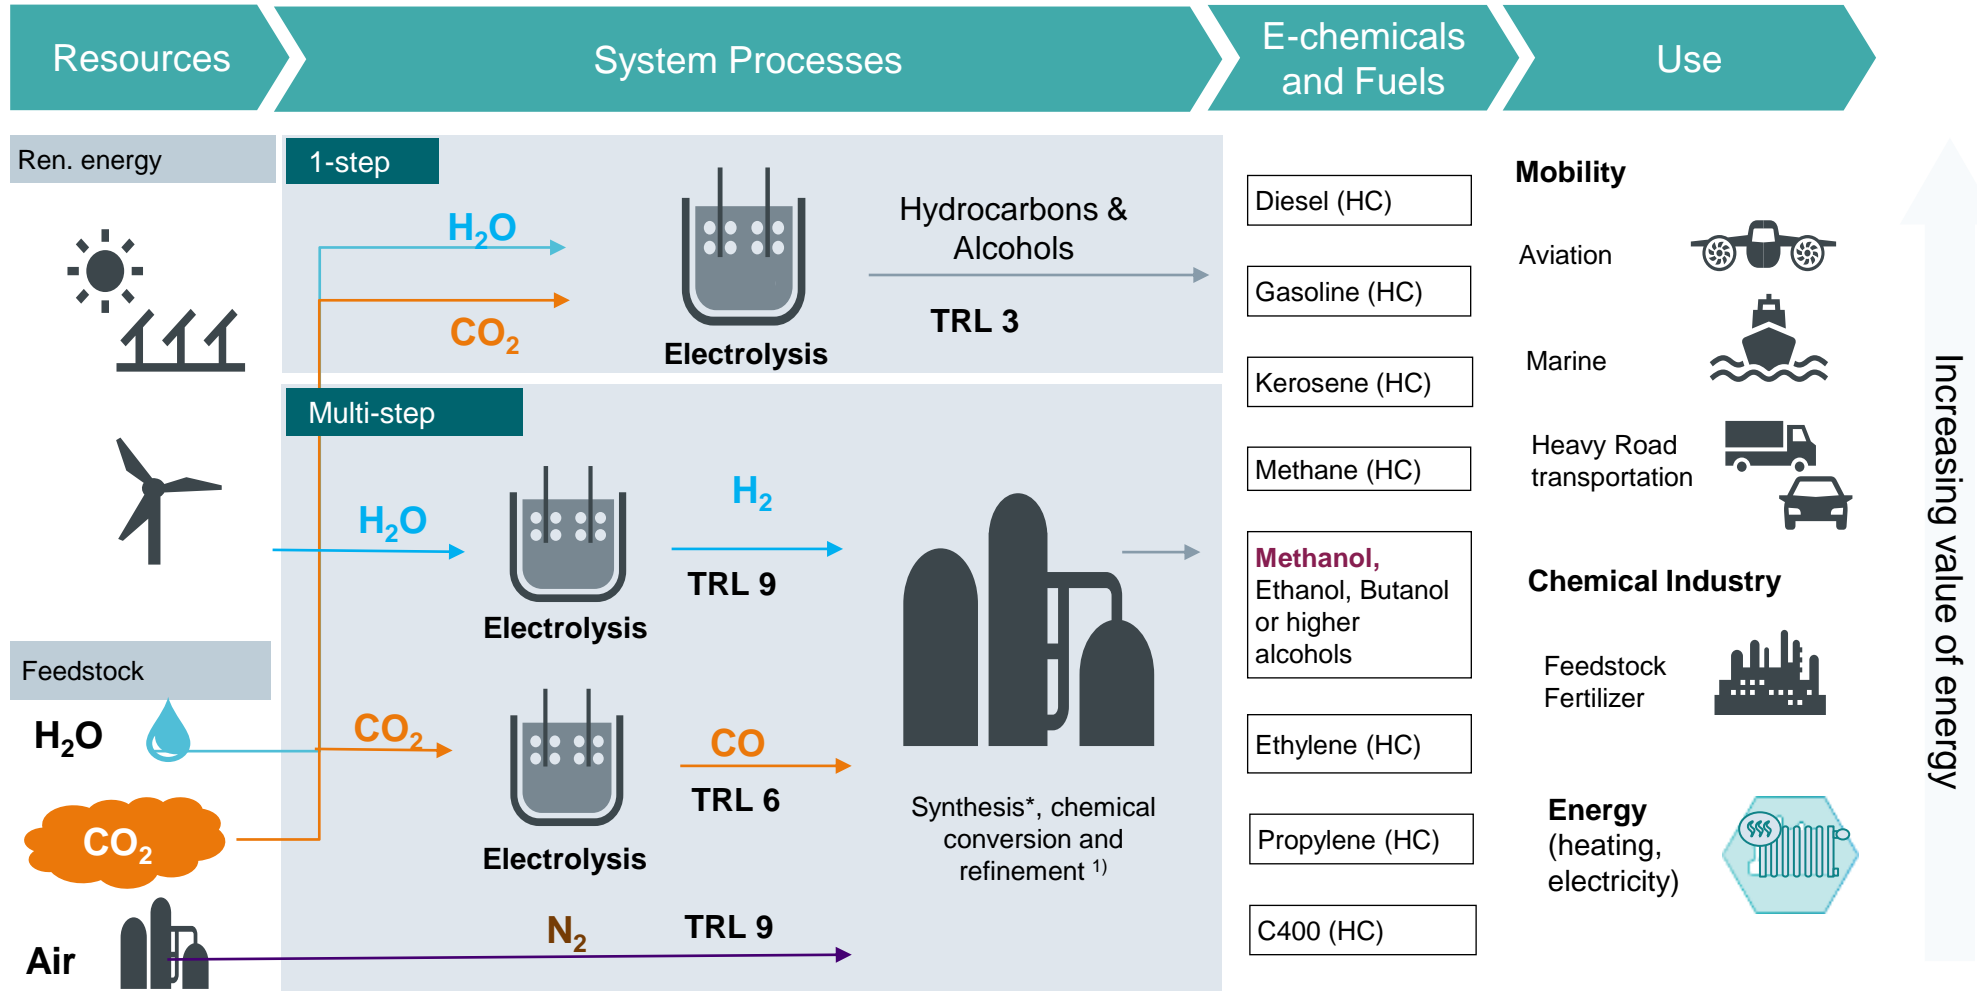 Resources
System Processes
E-chemicals
and Fuels
Use
Ren. energy
1-step
H₂O
CO₂
Electrolysis
Hydrocarbons &
Alcohols
TRL 3
Multi-step
H₂O
Electrolysis
H₂
TRL 9
Feedstock
H₂O
CO₂
Air
CO₂
Electrolysis
CO
TRL 6
N₂
TRL 9
Synthesis*, chemical
conversion and
refinement ¹⁾
Diesel (HC)
Gasoline (HC)
Kerosene (HC)
Methane (HC)
Methanol,
Ethanol, Butanol
or higher
alcohols
Ethylene (HC)
Propylene (HC)
C400 (HC)
Mobility
Aviation
Marine
Heavy Road
transportation
Chemical Industry
Feedstock
Fertilizer
Energy
(heating,
electricity)
Increasing value of energy